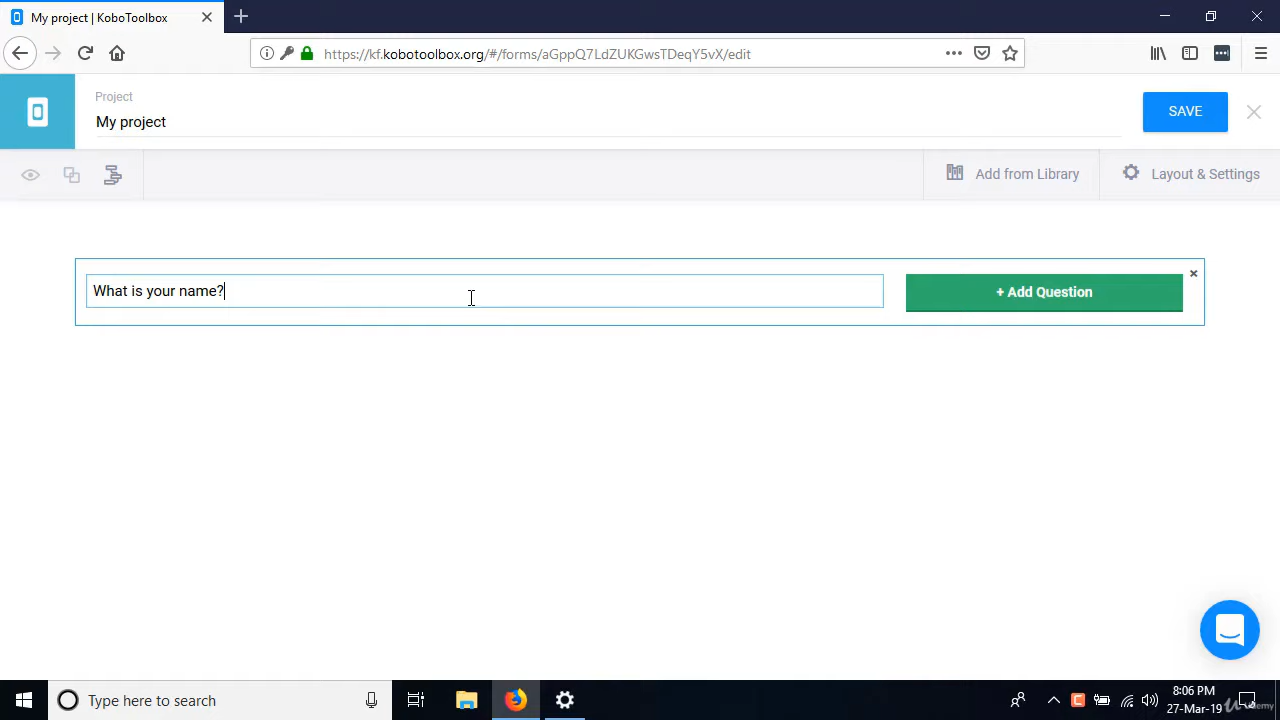 My project | KoboToolbox
https://kf.kobotoolbox.org/#/forms/aGppQ7LdZUKGwsTDeqY5vX/edit
Project
My project
SAVE
Add from Library
Layout & Settings
What is your name?
+ Add Question
Type here to search
8:06 PM
27-Mar-19
Udemy